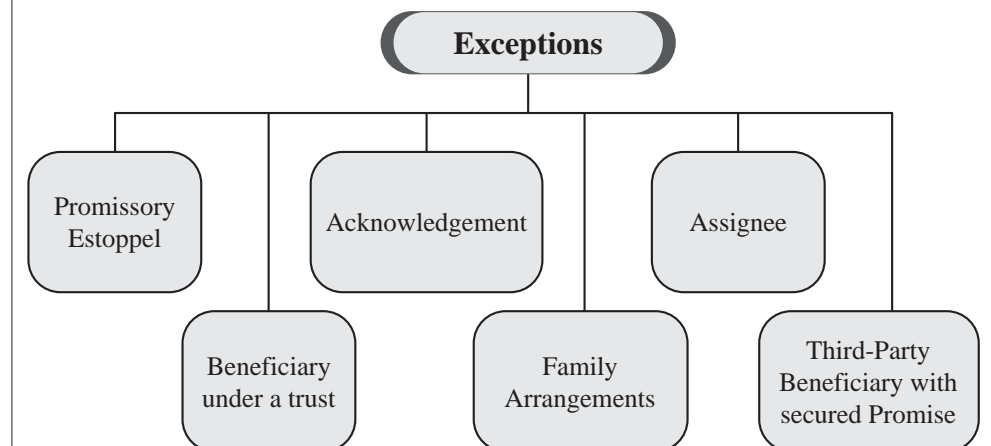 Exceptions
Promissory
Estoppel
Acknowledgement
Assignee
Beneficiary
under a trust
Family
Arrangements
Third-Party
Beneficiary with
secured Promise